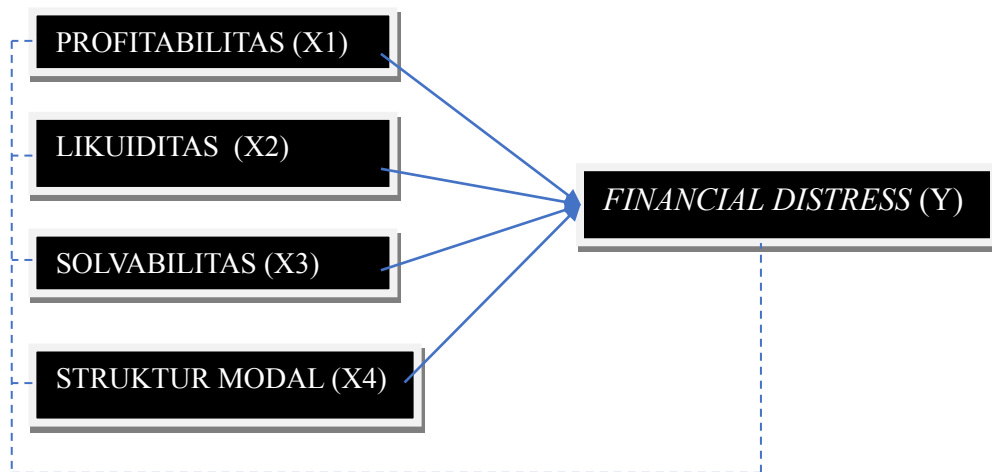 PROFITABILITAS (X1)
LIKUIDITAS (X2)
FINANCIAL DISTRESS (Y)
SOLVABILITAS (X3)
STRUKTUR MODAL (X4)